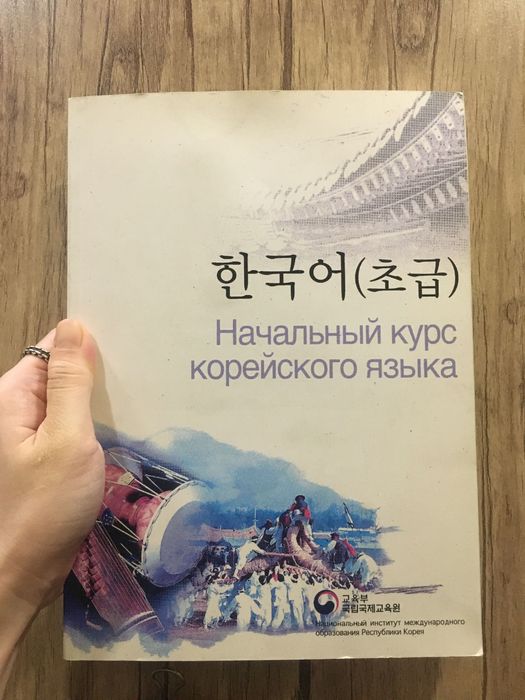 한국어(초급)
Начальный курс
корейского языка
교육부
국립국제교육원
Национальный институт международного
образования Республики Корея